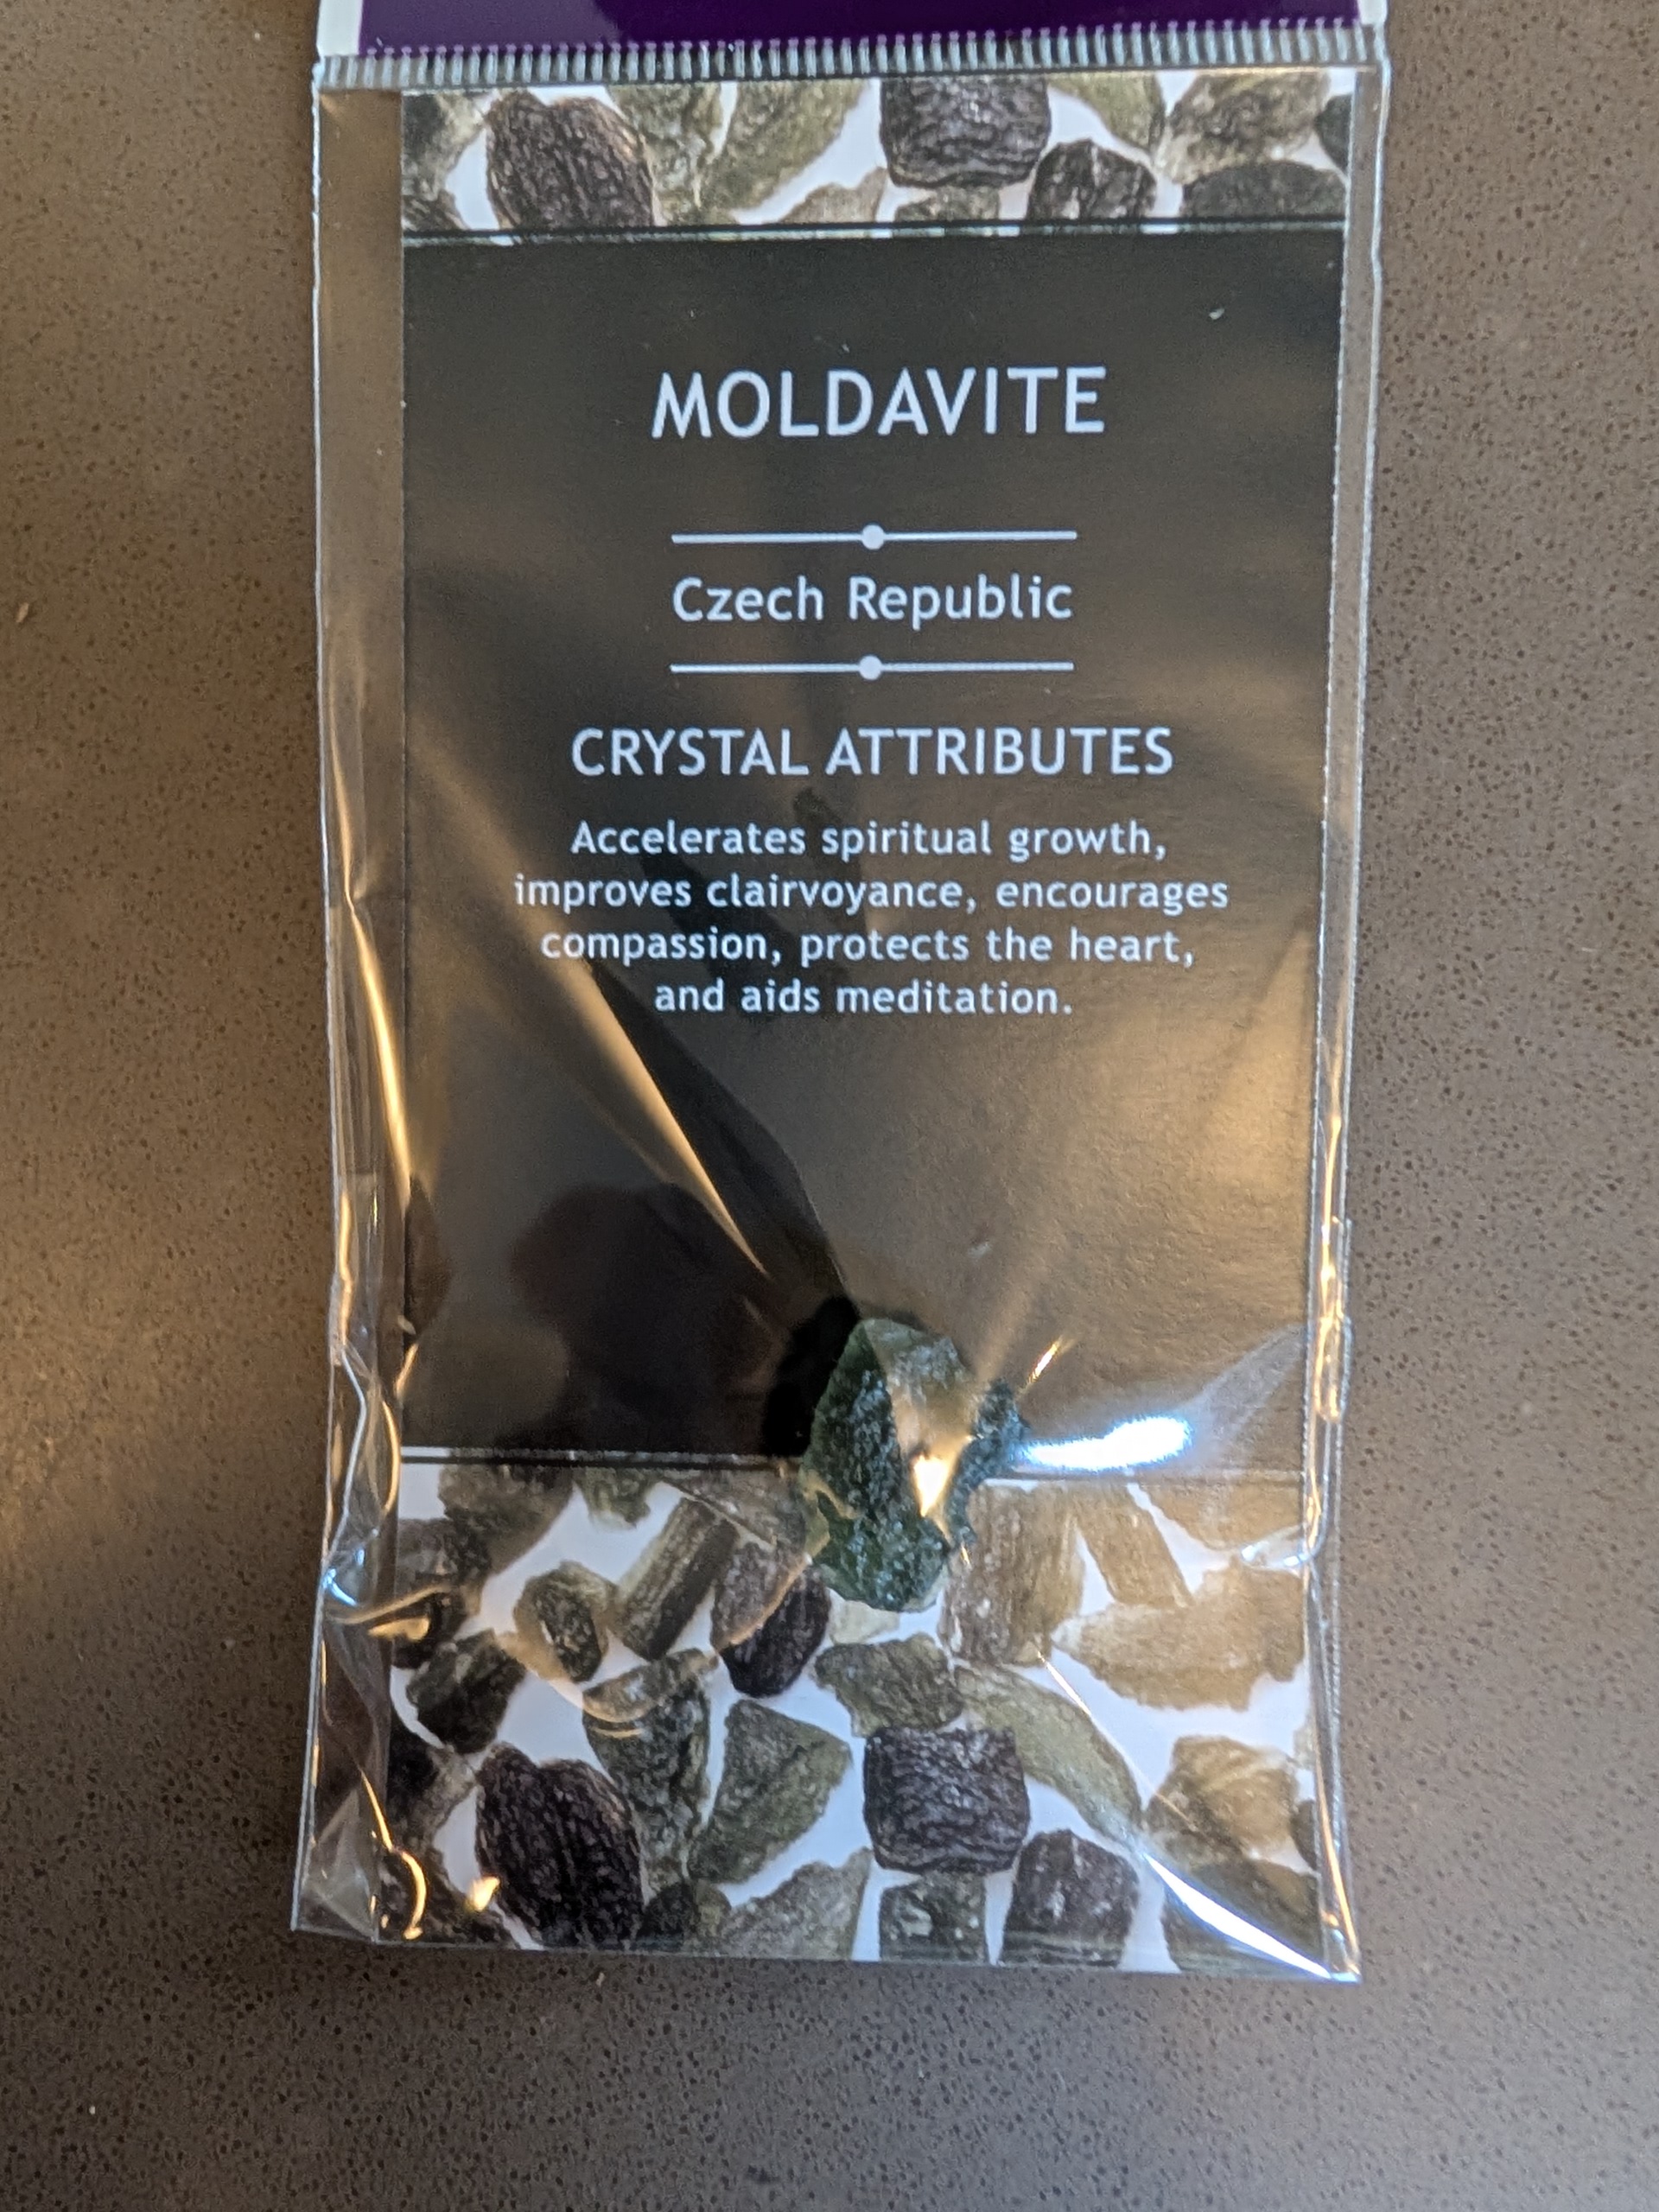 MOLDAVITE
Czech Republic
CRYSTAL ATTRIBUTES
Accelerates spiritual growth,
improves clairvoyance, encourages
compassion, protects the heart,
and aids meditation.